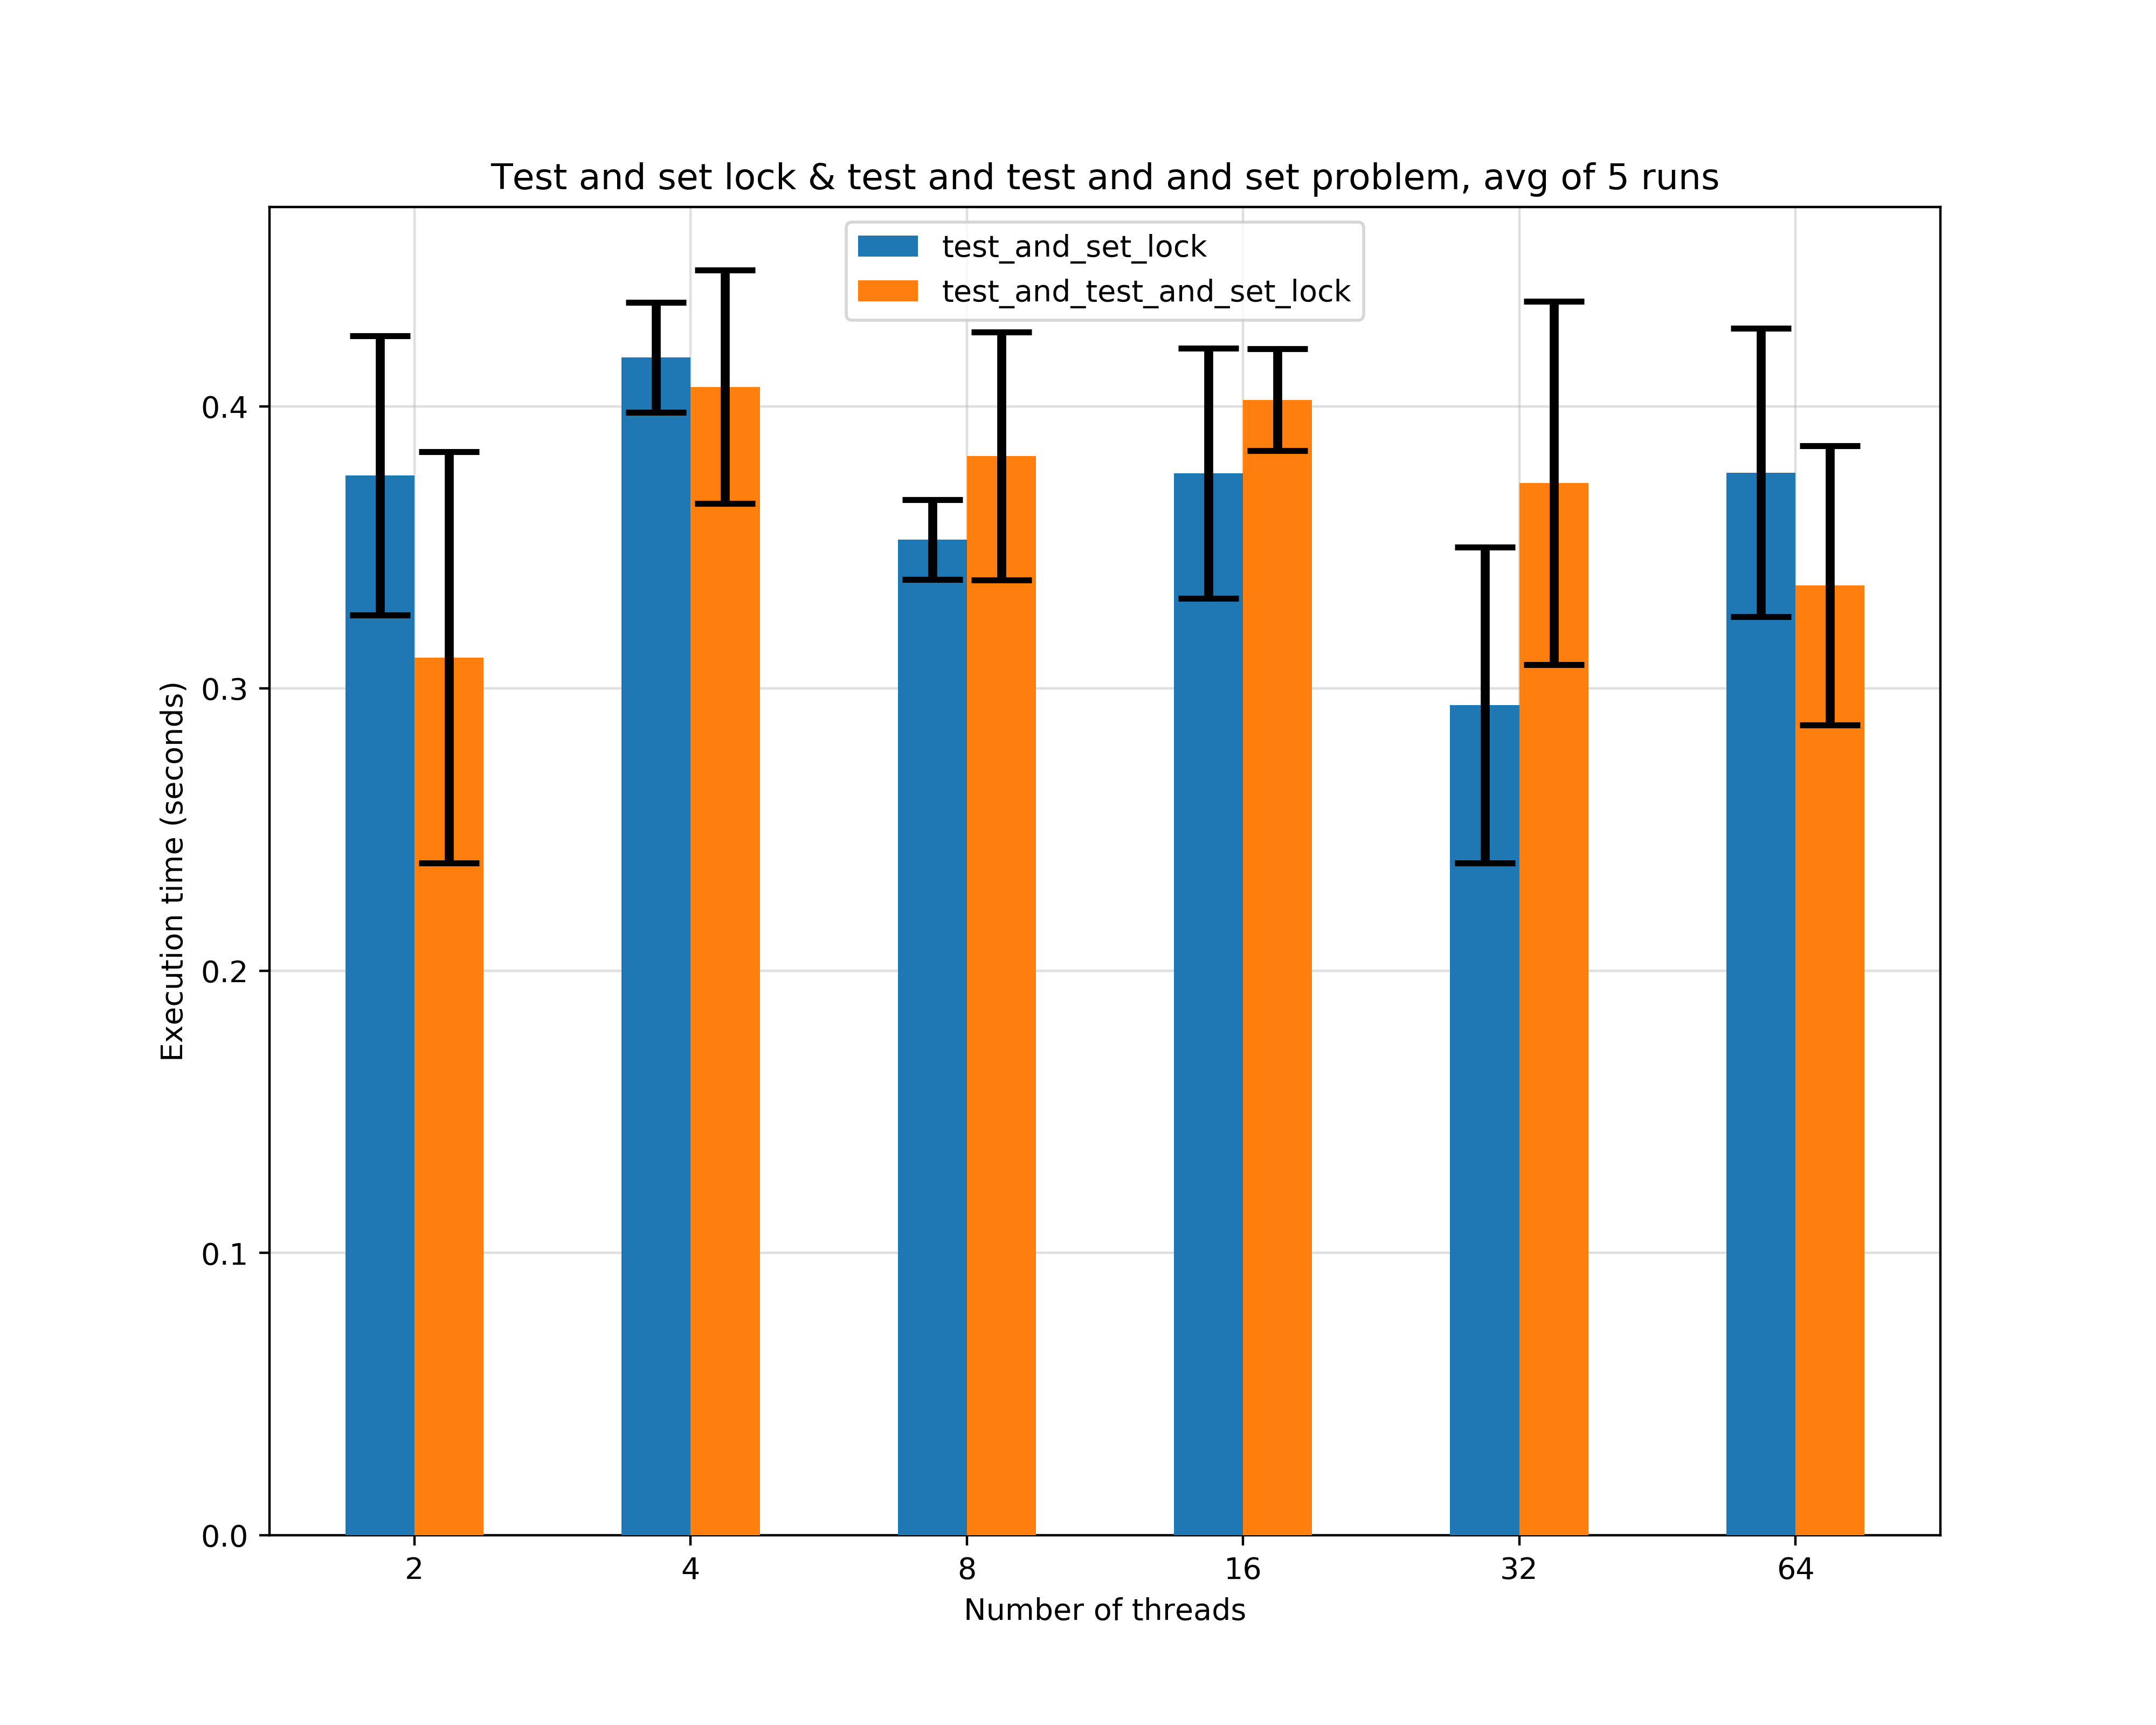 Test and set lock & test and test and and set problem, avg of 5 runs
test_and_set_lock
test_and_test_and_set_lock
Execution time (seconds)
0.4
0.3
0.2
0.1
0.0
2 4 8 16 32 64
Number of threads